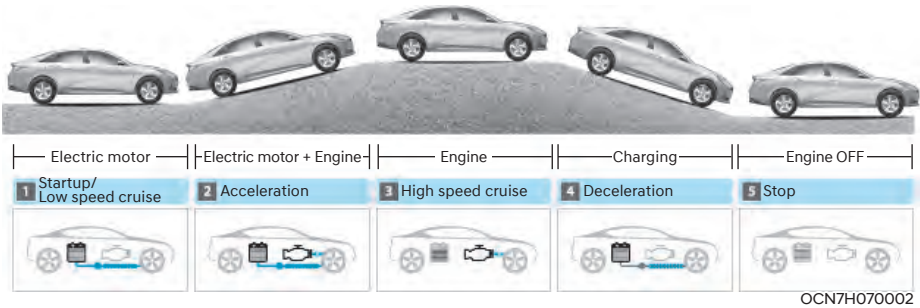 Electric motor
Electric motor + Engine
Engine
Charging
Engine OFF
1 Startup/
Low speed cruise
2 Acceleration
3 High speed cruise
4 Deceleration
5 Stop
OCN7H070002